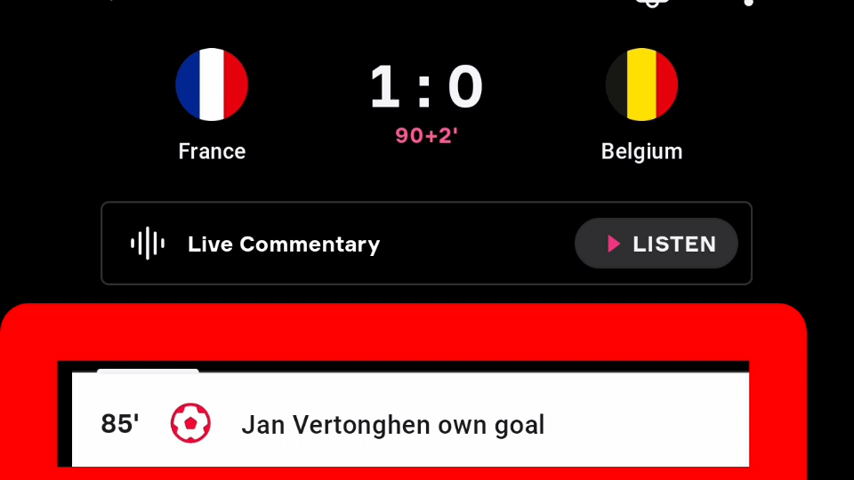 1 : 0
90+2'
France
Belgium
Live Commentary
LISTEN
85'
Jan Vertonghen own goal